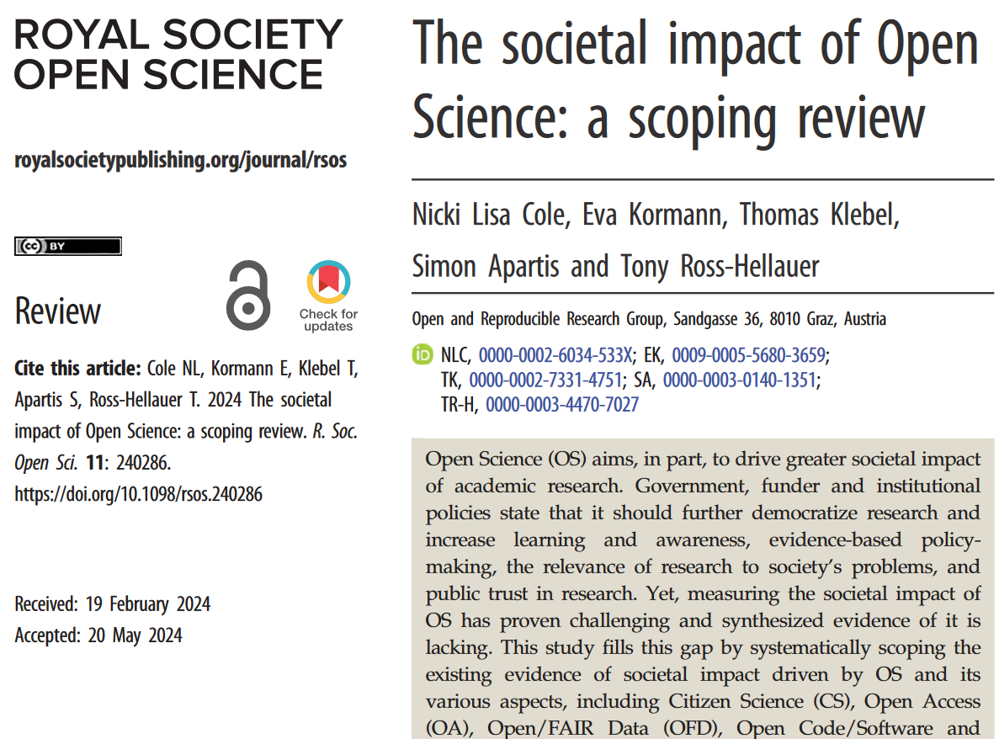 ROYAL SOCIETY
OPEN SCIENCE
royalsocietypublishing.org/journal/rsos
cc BY
Review
Check for
updates
Cite this article: Cole NL, Kormann E, Klebel T,
Apartis S, Ross-Hellauer T. 2024 The societal
impact of Open Science: a scoping review. R. Soc.
Open Sci. 11: 240286.
https://doi.org/10.1098/rsos.240286
Received: 19 February 2024
Accepted: 20 May 2024
The societal impact of Open
Science: a scoping review
Nicki Lisa Cole, Eva Kormann, Thomas Klebel,
Simon Apartis and Tony Ross-Hellauer
Open and Reproducible Research Group, Sandgasse 36, 8010 Graz, Austria
iD NLC, 0000-0002-6034-533X; EK, 0009-0005-5680-3659;
TK, 0000-0002-7331-4751; SA, 0000-0003-0140-1351;
TR-H, 0000-0003-4470-7027
Open Science (OS) aims, in part, to drive greater societal impact
of academic research. Government, funder and institutional
policies state that it should further democratize research and
increase learning and awareness, evidence-based policy-
making, the relevance of research to society’s problems, and
public trust in research. Yet, measuring the societal impact of
OS has proven challenging and synthesized evidence of it is
lacking. This study fills this gap by systematically scoping the
existing evidence of societal impact driven by OS and its
various aspects, including Citizen Science (CS), Open Access
(OA), Open/FAIR Data (OFD), Open Code/Software and